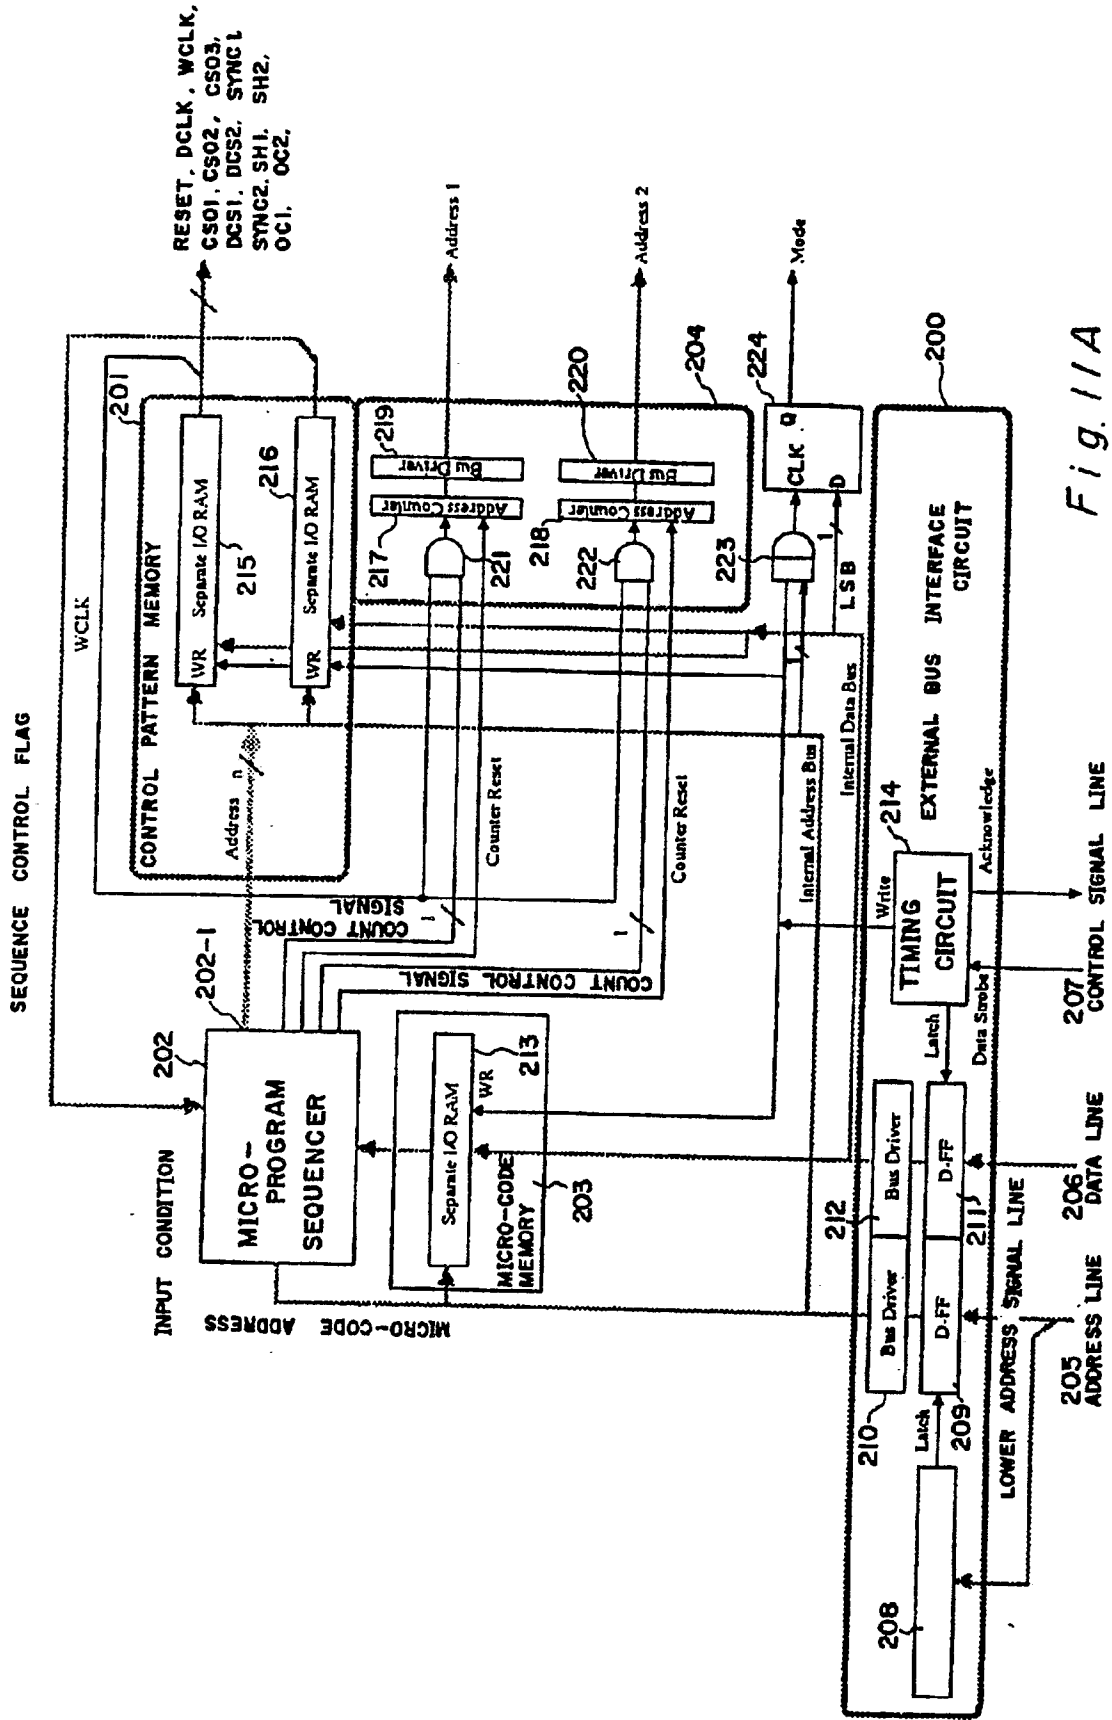 SEQUENCE CONTROL FLAG
WCLK
RESET, DCLK, WCLK,
CSO1, CSO2, CSO3,
DCS1, DCS2, SYNC1
SYNC2, SH1, SH2,
OC1, OC2,
201
CONTROL PATTERN MEMORY
WR
Separate I/O RAM
215
WR
Separate I/O RAM
216
Address
n
INPUT CONDITION
202
202-1
MICRO-
PROGRAM
SEQUENCER
MICRO-CODE ADDRESS
COUNT CONTROL
SIGNAL
1
Counter Reset
COUNT CONTROL SIGNAL
1
Counter Reset
217
Address Counter
219
Bus Driver
221
Address 1
218
Address Counter
220
Bus Driver
222
Address 2
204
Separate I/O RAM
213
WR
MICRO-CODE
MEMORY
203
223
224
CLK
Q
D
Mode
1
LSB
1
Internal Address Bus
Internal Data Bus
200
EXTERNAL BUS INTERFACE
CIRCUIT
208
Latch
210
Bus Driver
212
Bus Driver
209
D-FF
211
D-FF
Latch
214
TIMING
CIRCUIT
Write
Data Strobe
Acknowledge
LOWER ADDRESS SIGNAL LINE
205
ADDRESS LINE
206
DATA LINE
207
CONTROL SIGNAL LINE
Fig. 11A